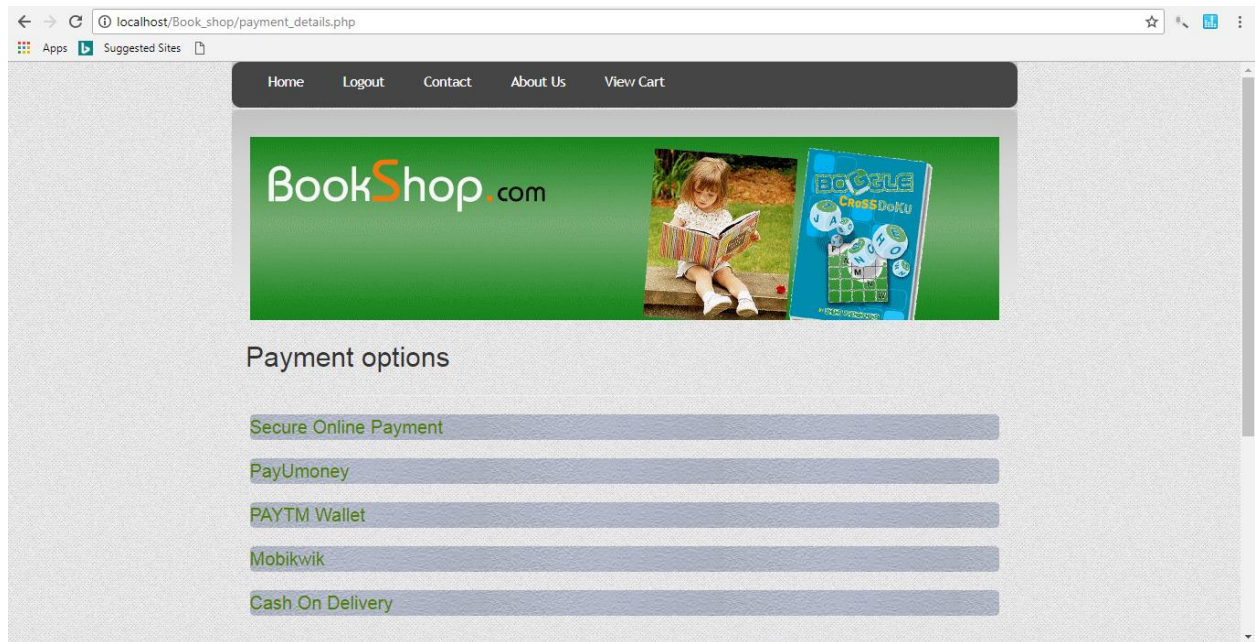 localhost/Book_shop/payment_details.php
Apps Suggested Sites
Home Logout Contact About Us View Cart
BookShop.com
BOGGLE
CRoSSDoKU
Payment options
Secure Online Payment
PayUmoney
PAYTM Wallet
Mobikwik
Cash On Delivery